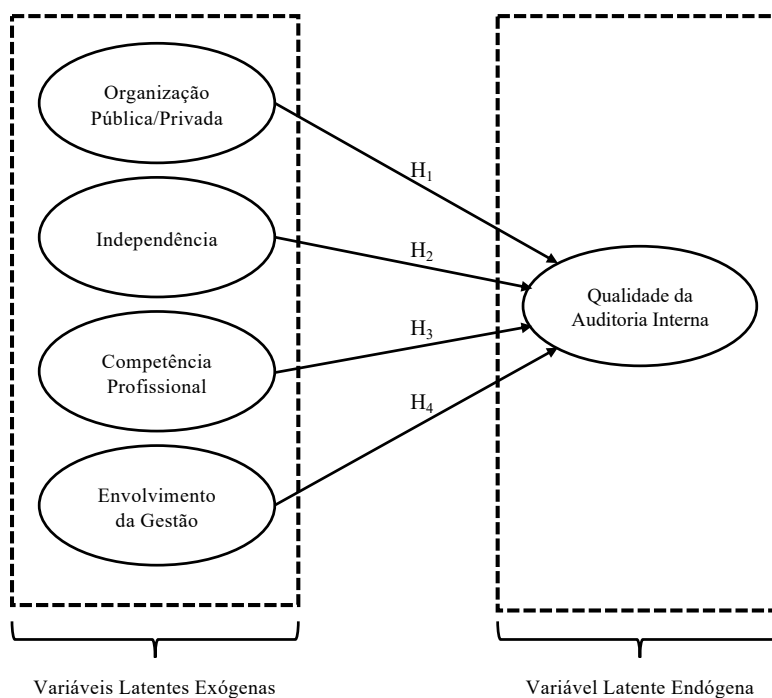 Organização
Pública/Privada
H₁
Independência
H₂
Qualidade da
Auditoria Interna
H₃
Competência
Profissional
H₄
Envolvimento
da Gestão
Variáveis Latentes Exógenas
Variável Latente Endógena